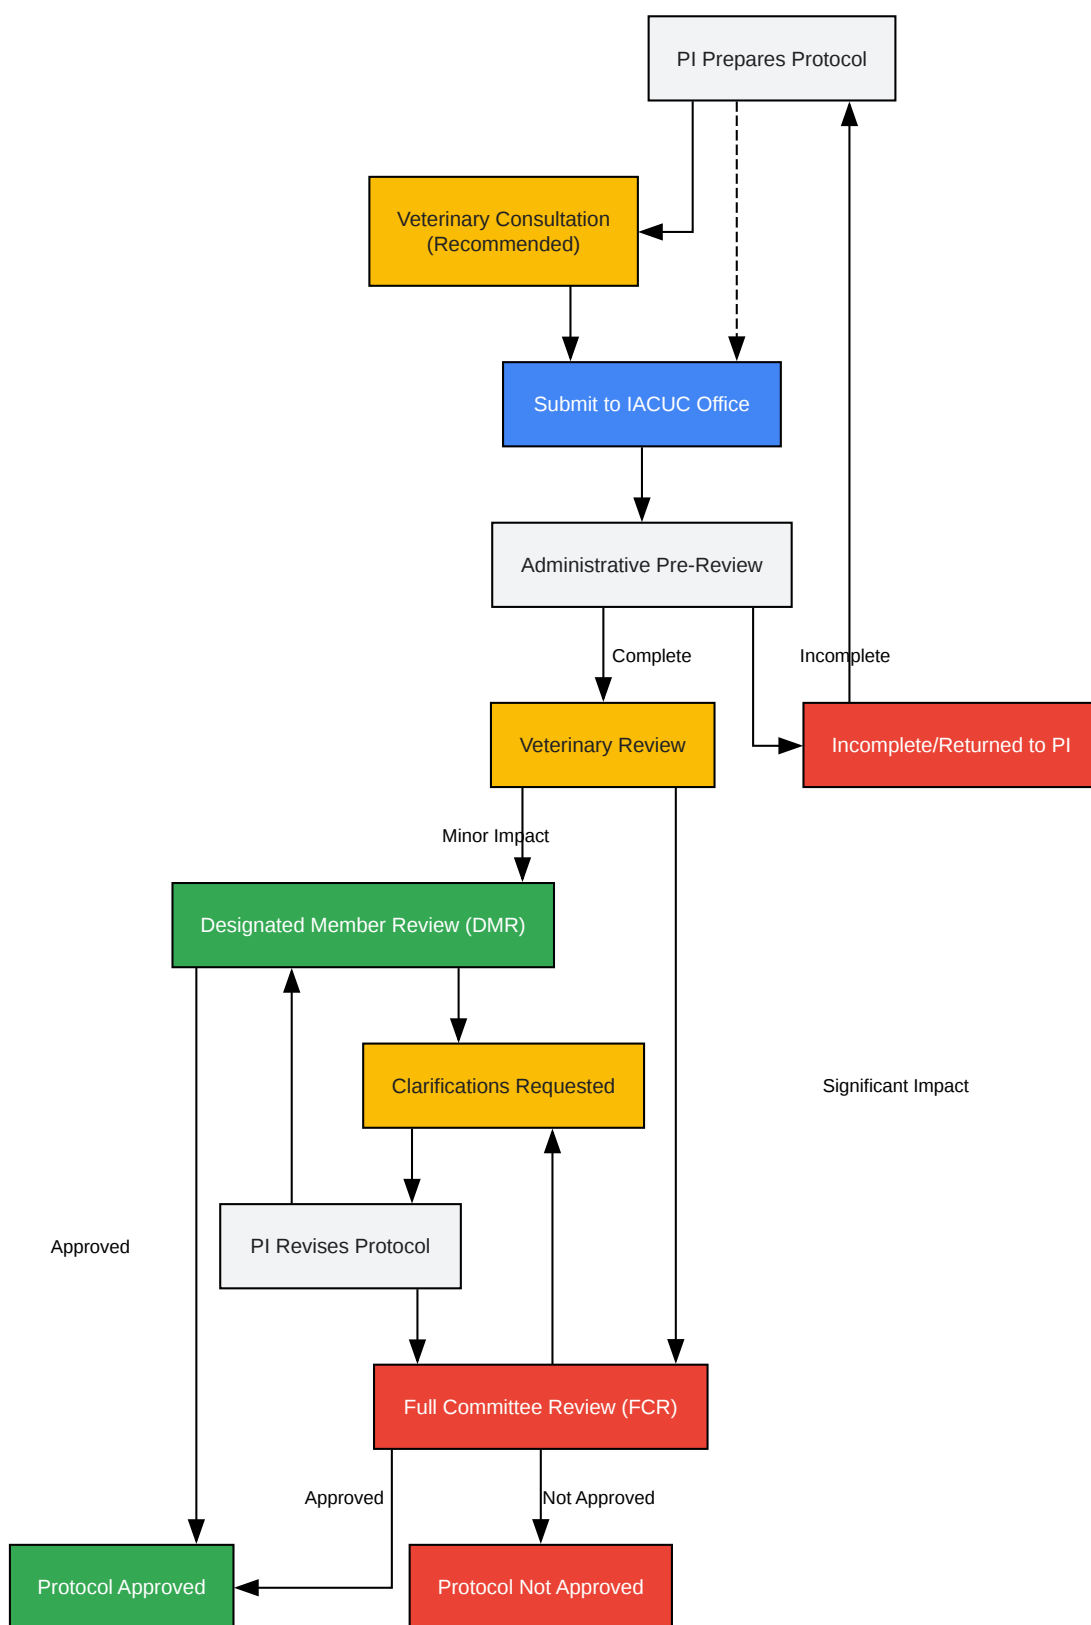 PI Prepares Protocol
Veterinary Consultation
(Recommended)
Submit to IACUC Office
Administrative Pre-Review
Complete
Incomplete
Veterinary Review
Incomplete/Returned to PI
Minor Impact
Designated Member Review (DMR)
Clarifications Requested
Significant Impact
PI Revises Protocol
Approved
Full Committee Review (FCR)
Approved
Not Approved
Protocol Approved
Protocol Not Approved